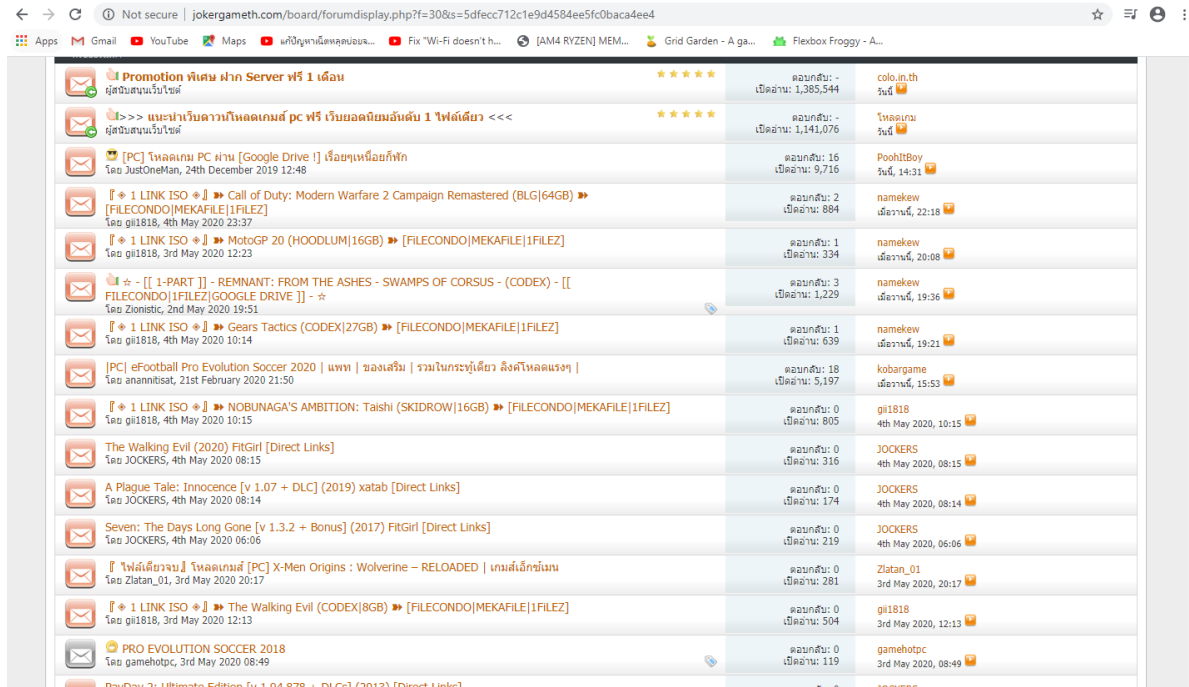 Not secure | jokergameth.com/board/forumdisplay.php?f=30&s=5dfecc712c1e9d4584ee5fc0baca4ee4
Apps Gmail YouTube Maps แก้ปัญหาเน็ตหลุดบ่อยจ... Fix "Wi-Fi doesn't h... [AM4 RYZEN] MEM... Grid Garden - A ga... Flexbox Froggy - A...
Promotion พิเศษ ฝาก Server ฟรี 1 เดือน
ผู้สนับสนุนเว็บไซต์
ตอบกลับ: -
เปิดอ่าน: 1,385,544
colo.in.th
วันนี้
>>> แนะนำเว็บดาวน์โหลดเกมส์ pc ฟรี เว็บยอดนิยมอันดับ 1 ไฟล์เดียว <<<
ผู้สนับสนุนเว็บไซต์
ตอบกลับ: -
เปิดอ่าน: 1,141,076
โหลดเกม
วันนี้
[PC] โหลดเกม PC ผ่าน [Google Drive !] เรื่อยๆเหนื่อยก็พัก
โดย JustOneMan, 24th December 2019 12:48
ตอบกลับ: 16
เปิดอ่าน: 9,716
PoohItBoy
วันนี้, 14:31
『◈ 1 LINK ISO ◈』➽ Call of Duty: Modern Warfare 2 Campaign Remastered (BLG|64GB) ➽
[FiLECONDO|MEKAFiLE|1FiLEZ]
โดย gii1818, 4th May 2020 23:37
ตอบกลับ: 2
เปิดอ่าน: 884
namekew
เมื่อวานนี้, 22:18
『◈ 1 LINK ISO ◈』➽ MotoGP 20 (HOODLUM|16GB) ➽ [FiLECONDO|MEKAFiLE|1FiLEZ]
โดย gii1818, 3rd May 2020 12:23
ตอบกลับ: 1
เปิดอ่าน: 334
namekew
เมื่อวานนี้, 20:08
☆ - [[ 1-PART ]] - REMNANT: FROM THE ASHES - SWAMPS OF CORSUS - (CODEX) - [[
FILECONDO|1FILEZ|GOOGLE DRIVE ]] - ☆
โดย Zionistic, 2nd May 2020 19:51
ตอบกลับ: 3
เปิดอ่าน: 1,229
namekew
เมื่อวานนี้, 19:36
『◈ 1 LINK ISO ◈』➽ Gears Tactics (CODEX|27GB) ➽ [FiLECONDO|MEKAFiLE|1FiLEZ]
โดย gii1818, 4th May 2020 10:14
ตอบกลับ: 1
เปิดอ่าน: 639
namekew
เมื่อวานนี้, 19:21
|PC| eFootball Pro Evolution Soccer 2020 | แพท | ของเสริม | รวมในกระทู้เดียว ลิงค์โหลดแรงๆ |
โดย anannitisat, 21st February 2020 21:50
ตอบกลับ: 18
เปิดอ่าน: 5,197
kobargame
เมื่อวานนี้, 15:53
『◈ 1 LINK ISO ◈』➽ NOBUNAGA'S AMBITION: Taishi (SKIDROW|16GB) ➽ [FiLECONDO|MEKAFiLE|1FiLEZ]
โดย gii1818, 4th May 2020 10:15
ตอบกลับ: 0
เปิดอ่าน: 805
gii1818
4th May 2020, 10:15
The Walking Evil (2020) FitGirl [Direct Links]
โดย JOCKERS, 4th May 2020 08:15
ตอบกลับ: 0
เปิดอ่าน: 316
JOCKERS
4th May 2020, 08:15
A Plague Tale: Innocence [v 1.07 + DLC] (2019) xatab [Direct Links]
โดย JOCKERS, 4th May 2020 08:14
ตอบกลับ: 0
เปิดอ่าน: 174
JOCKERS
4th May 2020, 08:14
Seven: The Days Long Gone [v 1.3.2 + Bonus] (2017) FitGirl [Direct Links]
โดย JOCKERS, 4th May 2020 06:06
ตอบกลับ: 0
เปิดอ่าน: 219
JOCKERS
4th May 2020, 06:06
『 ไฟล์เดียวจบ』โหลดเกมส์ [PC] X-Men Origins : Wolverine – RELOADED | เกมส์เอ็กซ์เมน
โดย Zlatan_01, 3rd May 2020 20:17
ตอบกลับ: 0
เปิดอ่าน: 281
Zlatan_01
3rd May 2020, 20:17
『◈ 1 LINK ISO ◈』➽ The Walking Evil (CODEX|8GB) ➽ [FiLECONDO|MEKAFiLE|1FiLEZ]
โดย gii1818, 3rd May 2020 12:13
ตอบกลับ: 0
เปิดอ่าน: 504
gii1818
3rd May 2020, 12:13
PRO EVOLUTION SOCCER 2018
โดย gamehotpc, 3rd May 2020 08:49
ตอบกลับ: 0
เปิดอ่าน: 119
gamehotpc
3rd May 2020, 08:49
PayDay 2: Ultimate Edition [v 1.94.878 + DLCs] (2013) [Direct Links]